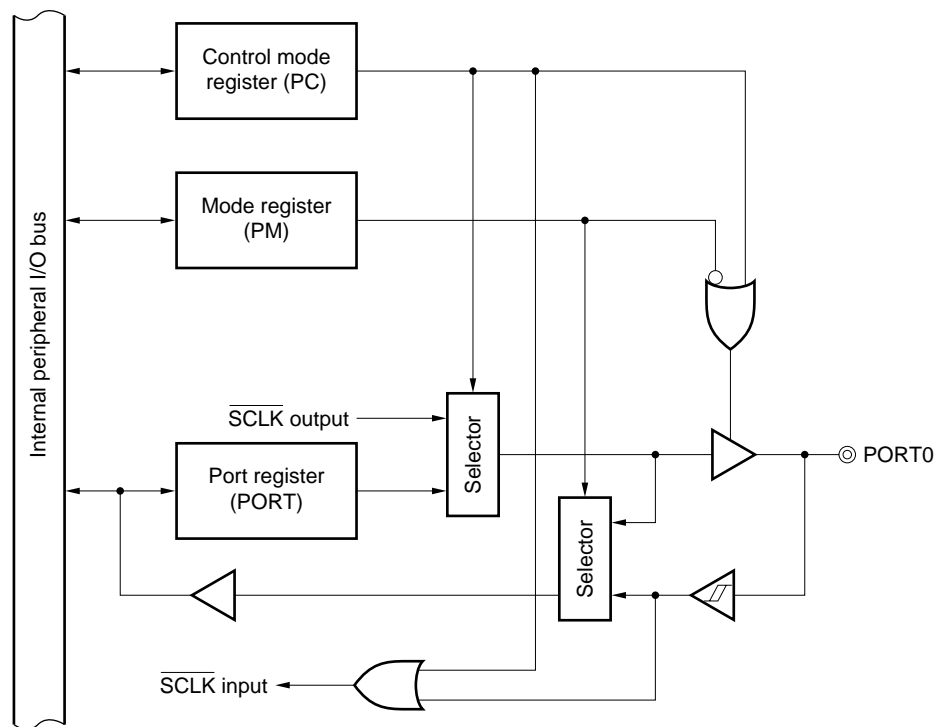 Control mode
register (PC)
Mode register
(PM)
Internal peripheral I/O bus
SCLK output
Port register
(PORT)
Selector
PORT0
Selector
SCLK input